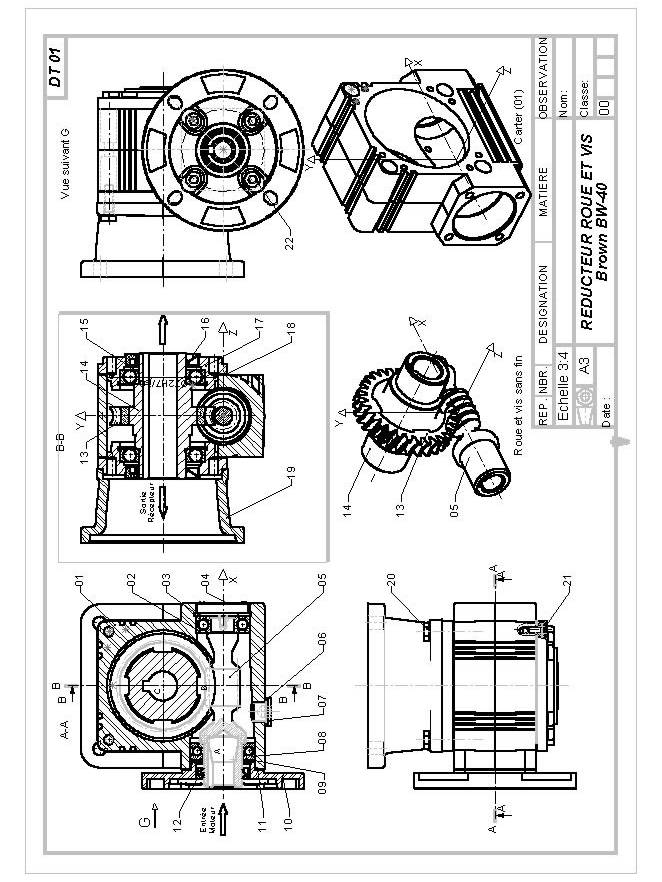 DT 01
A-A
B
B
B
B
G
Entrée
Moteur
01
02
03
04
05
06
07
08
09
10
11
12
X
A
B
C
B-B
13
14
15
16
17
18
19
Y
Z
Sortie
Récepteur
Vue suivant G
22
20
21
A
A
A
A
14
13
05
Y
X
Z
Roue et vis sans fin
Y
X
Z
Carter (01)
REP.
NBR.
DESIGNATION
MATIERE
OBSERVATION
Echelle 3:4
Nom:
A3
REDUCTEUR ROUE ET VIS
Brown BW-40
Classe:
Date :
00